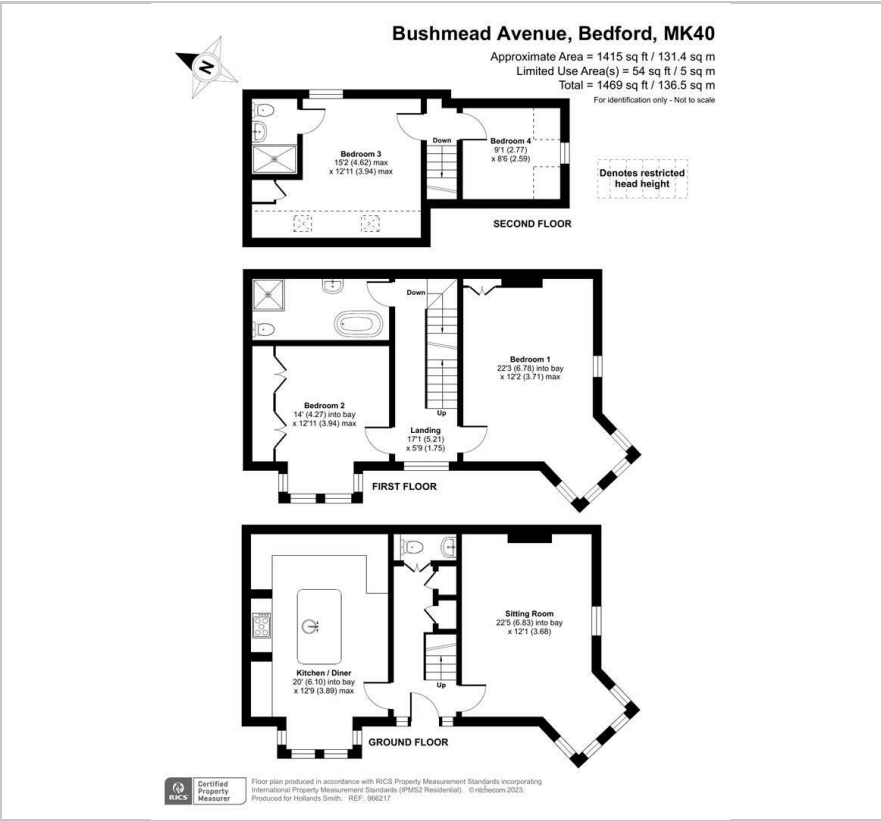 Bushmead Avenue, Bedford, MK40
Approximate Area = 1415 sq ft / 131.4 sq m
Limited Use Area(s) = 54 sq ft / 5 sq m
Total = 1469 sq ft / 136.5 sq m
For identification only - Not to scale
N
Bedroom 3
15'2 (4.62) max
x 12'11 (3.94) max
Down
Bedroom 4
9'1 (2.77)
x 8'6 (2.59)
Denotes restricted
head height
SECOND FLOOR
Down
Bedroom 1
22'3 (6.78) into bay
x 12'2 (3.71) max
Bedroom 2
14' (4.27) into bay
x 12'11 (3.94) max
Up
Landing
17'1 (5.21)
x 5'9 (1.75)
FIRST FLOOR
Sitting Room
22'5 (6.83) into bay
x 12'1 (3.68)
Kitchen / Diner
20' (6.10) into bay
x 12'9 (3.89) max
Up
GROUND FLOOR
RICS
Certified
Property
Measurer
Floor plan produced in accordance with RICS Property Measurement Standards incorporating
International Property Measurement Standards (IPMS2 Residential). ©nichecom 2023.
Produced for Hollands Smith. REF: 966217